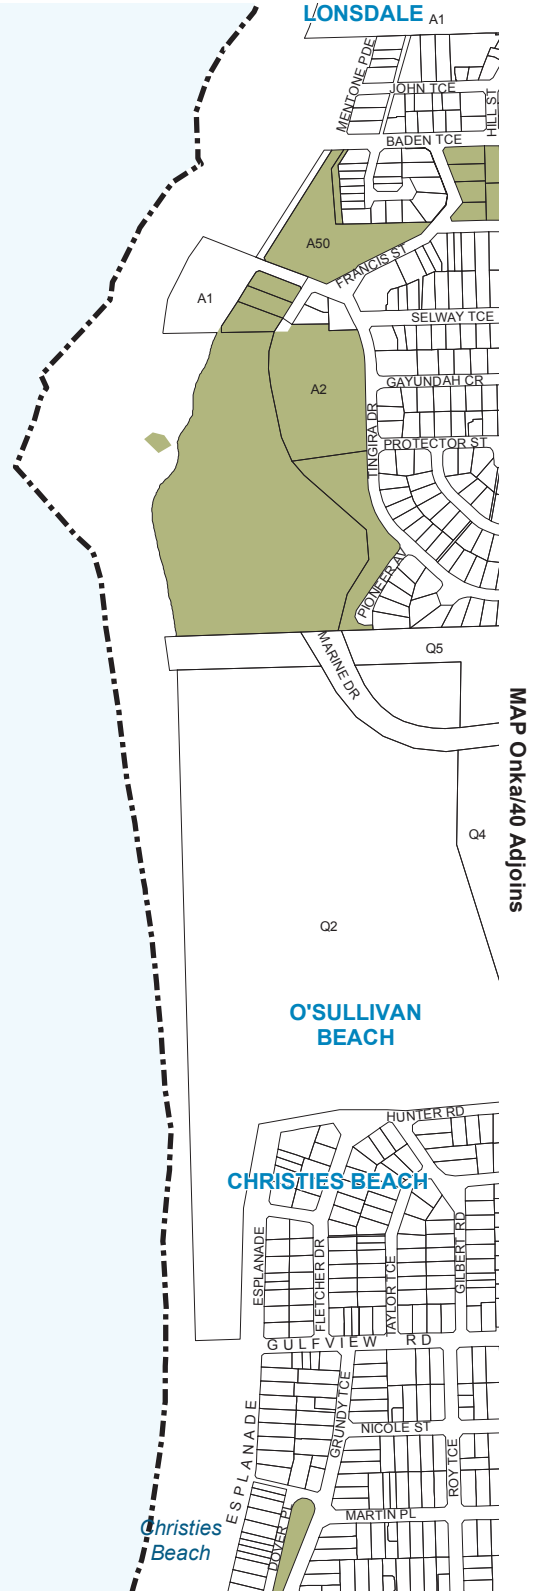 LONSDALE
A1
MENTONE PDE
JOHN TCE
HILL ST
BADEN TCE
A50
FRANCIS ST
A1
SELWAY TCE
A2
GAYUNDAH CR
TINGIRA DR
PROTECTOR ST
PIONEER AV
MARINE DR
Q5
MAP Onka/40 Adjoins
Q4
Q2
O'SULLIVAN
BEACH
HUNTER RD
CHRISTIES BEACH
ESPLANADE
FLETCHER DR
TAYLOR TCE
GILBERT RD
GULFVIEW RD
ESPLANADE
GRUNDY TCE
NICOLE ST
ROY TCE
DOVER PL
MARTIN PL
Christies
Beach